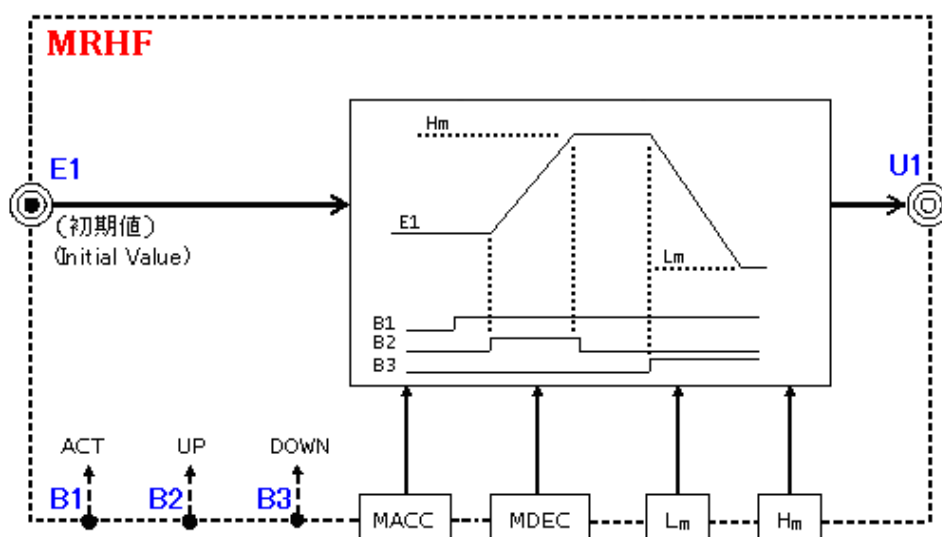 MRHF
E1
(初期値)
(Initial Value)
Hm
E1
Lm
B1
B2
B3
U1
ACT
UP
DOWN
B1
B2
B3
MACC
MDEC
Lm
Hm